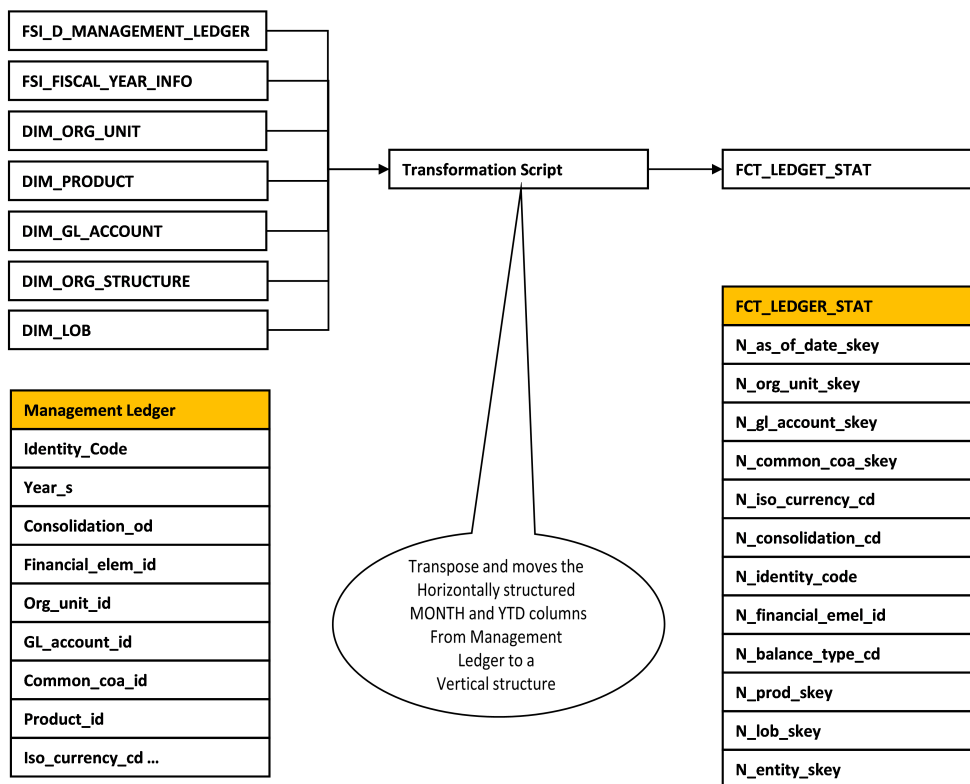 FSI_D_MANAGEMENT_LEDGER
FSI_FISCAL_YEAR_INFO
DIM_ORG_UNIT
DIM_PRODUCT
DIM_GL_ACCOUNT
DIM_ORG_STRUCTURE
DIM_LOB
Transformation Script
FCT_LEDGET_STAT
Management Ledger
Identity_Code
Year_s
Consolidation_od
Financial_elem_id
Org_unit_id
GL_account_id
Common_coa_id
Product_id
Iso_currency_cd ...
Transpose and moves the
Horizontally structured
MONTH and YTD columns
From Management
Ledger to a
Vertical structure
FCT_LEDGER_STAT
N_as_of_date_skey
N_org_unit_skey
N_gl_account_skey
N_common_coa_skey
N_iso_currency_cd
N_consolidation_cd
N_identity_code
N_financial_emel_id
N_balance_type_cd
N_prod_skey
N_lob_skey
N_entity_skey